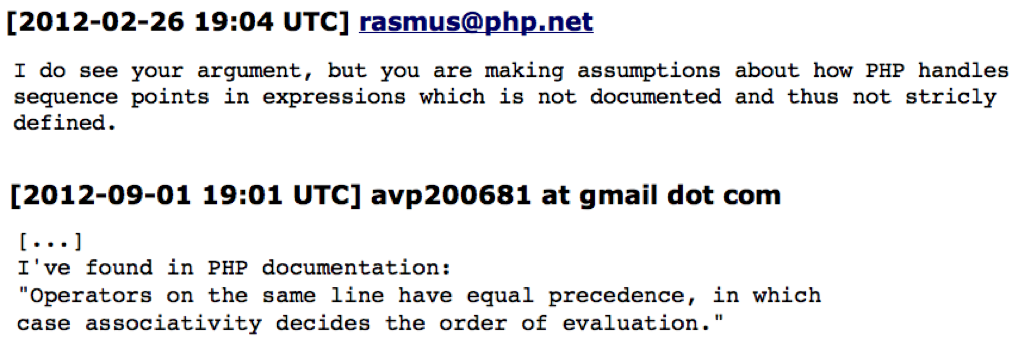 [2012-02-26 19:04 UTC] rasmus@php.net
I do see your argument, but you are making assumptions about how PHP handles
sequence points in expressions which is not documented and thus not stricly
defined.
[2012-09-01 19:01 UTC] avp200681 at gmail dot com
[...]
I've found in PHP documentation:
"Operators on the same line have equal precedence, in which
case associativity decides the order of evaluation."